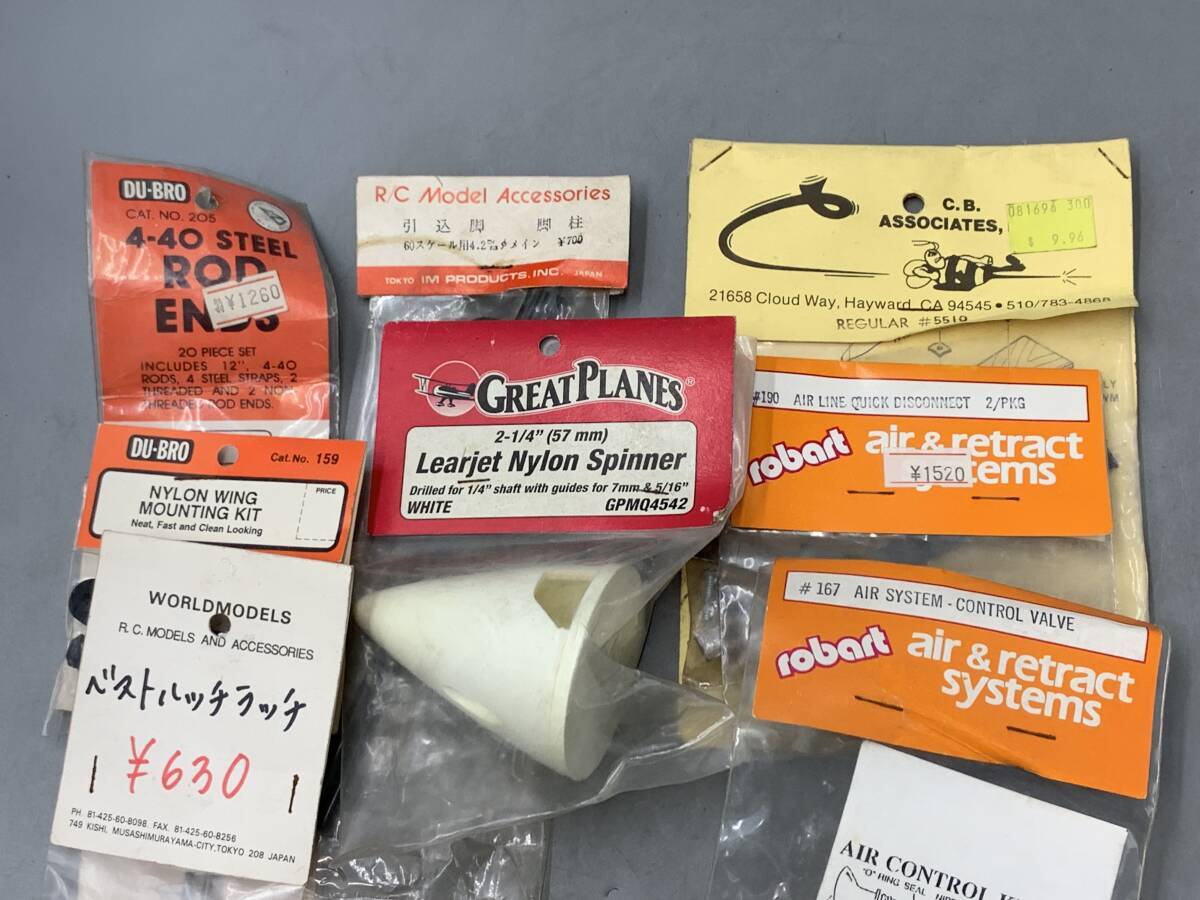 DU-BRO
CAT. NO. 205
4-40 STEEL
ROD
ENDS
¥1260
20 PIECE SET
INCLUDES 12", 4-40
RODS, 4 STEEL STRAPS, 2
THREADED AND 2 NON
THREADED ROD ENDS.
DU-BRO
Cat. No. 159
NYLON WING
MOUNTING KIT
Neat, Fast and Clean Looking
PRICE
WORLDMODELS
R.C. MODELS AND ACCESSORIES
ベストルッチラッチ
¥630
PH. 81-425-60-8098. FAX. 81-425-60-8256
749 KISHI, MUSASHIMURAYAMA-CITY, TOKYO 208 JAPAN
R/C Model Accessories
引込脚 脚柱
60スケール用4.2㎜φメイン ¥700
TOKYO IM PRODUCTS, INC. JAPAN
GREAT PLANES®
2-1/4" (57 mm)
Learjet Nylon Spinner
Drilled for 1/4" shaft with guides for 7mm & 5/16"
WHITE GPMQ4542
C.B.
ASSOCIATES,
081696 300
$ 9.96
21658 Cloud Way, Hayward, CA 94545 • 510/783-4868
REGULAR #5510
#190 AIR LINE QUICK DISCONNECT 2/PKG
robart air & retract
¥1520
#167 AIR SYSTEM - CONTROL VALVE
robart air & retract
systems
AIR CONTROL
"O" RING SEAL